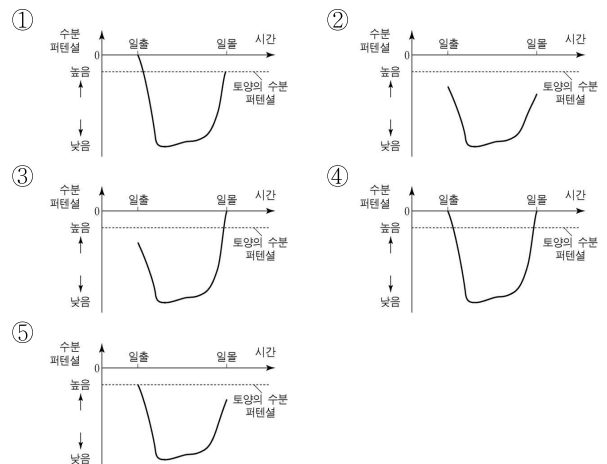 ①
수분
퍼텐셜
일출
일몰
시간
0
높음
토양의 수분
퍼텐셜
낮음
②
수분
퍼텐셜
일출
일몰
시간
0
높음
토양의 수분
퍼텐셜
낮음
③
수분
퍼텐셜
일출
일몰
시간
0
높음
토양의 수분
퍼텐셜
낮음
④
수분
퍼텐셜
일출
일몰
시간
0
높음
토양의 수분
퍼텐셜
낮음
⑤
수분
퍼텐셜
일출
일몰
시간
0
높음
토양의 수분
퍼텐셜
낮음